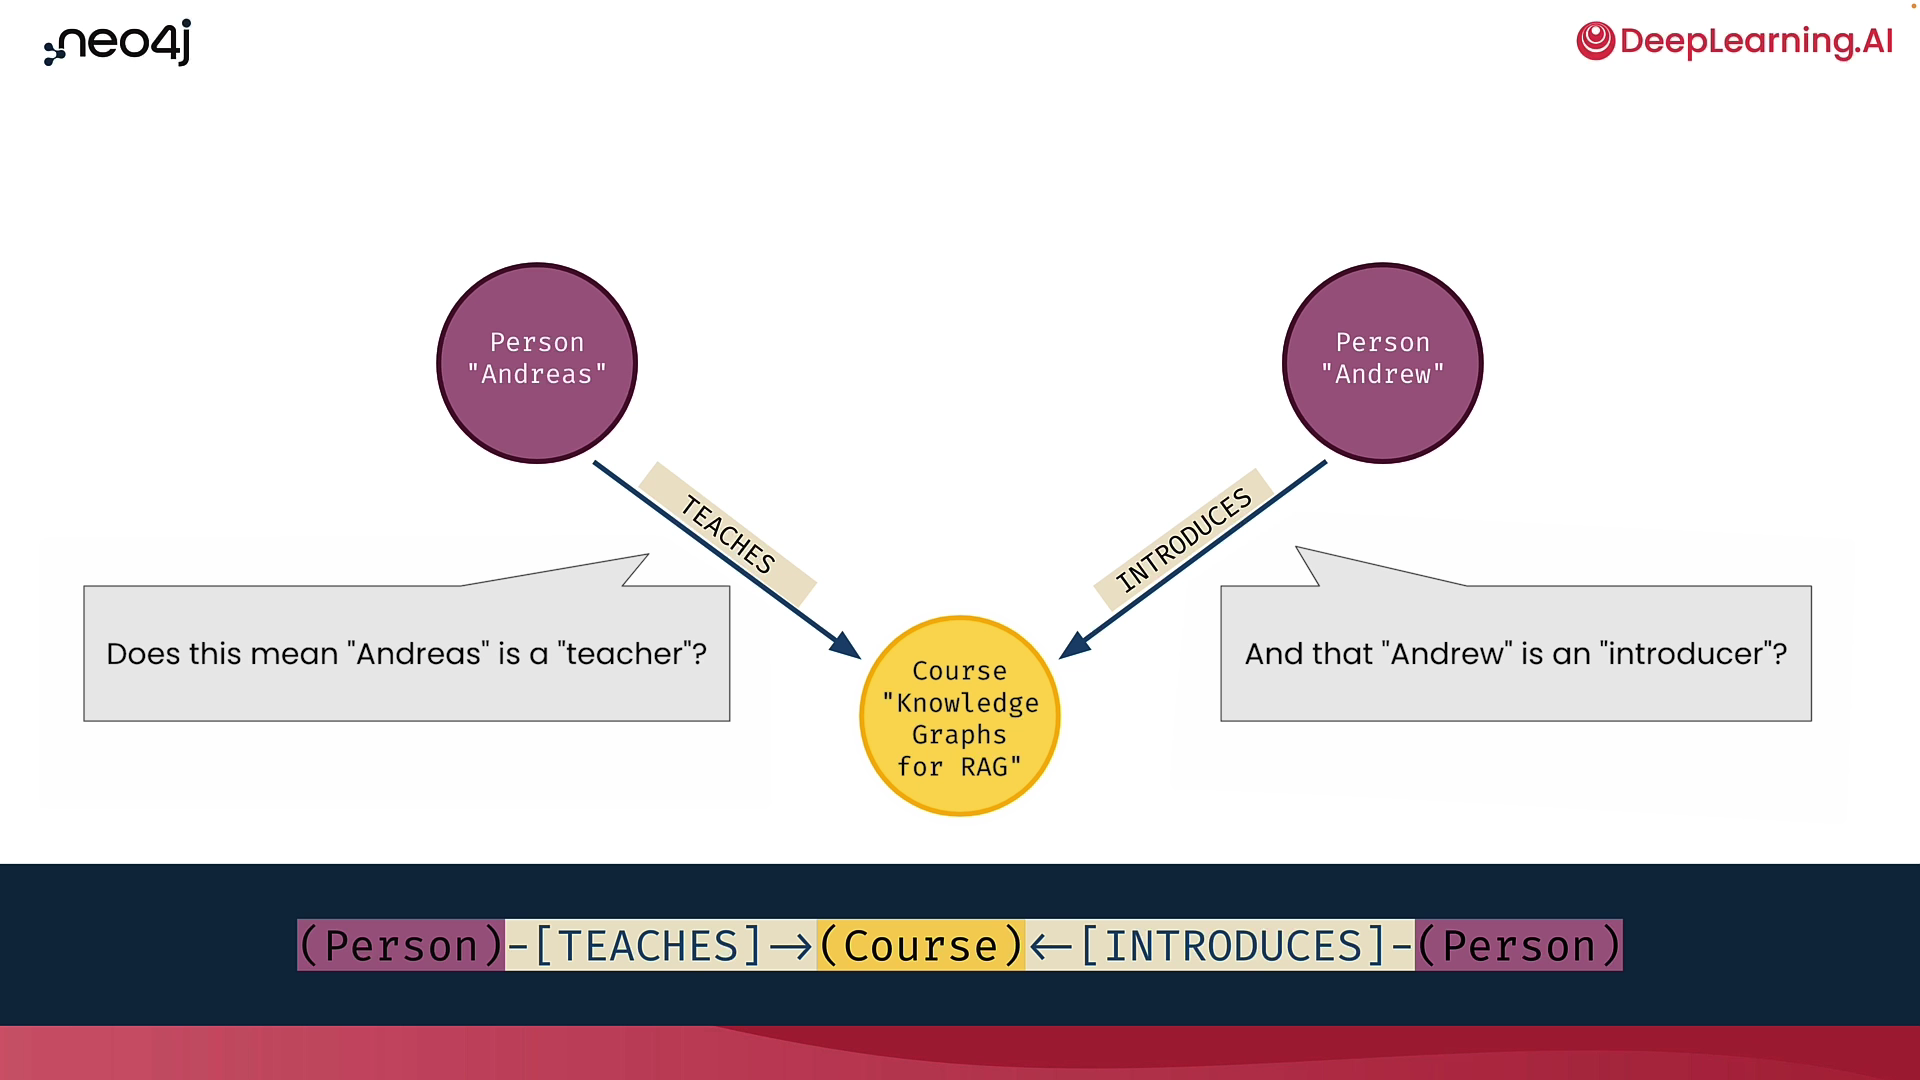 neo4j
DeepLearning.AI
Person
"Andreas"
Person
"Andrew"
TEACHES
INTRODUCES
Does this mean "Andreas" is a "teacher"?
And that "Andrew" is an "introducer"?
Course
"Knowledge
Graphs
for RAG"
(Person)-[TEACHES]→(Course)←[INTRODUCES]-(Person)